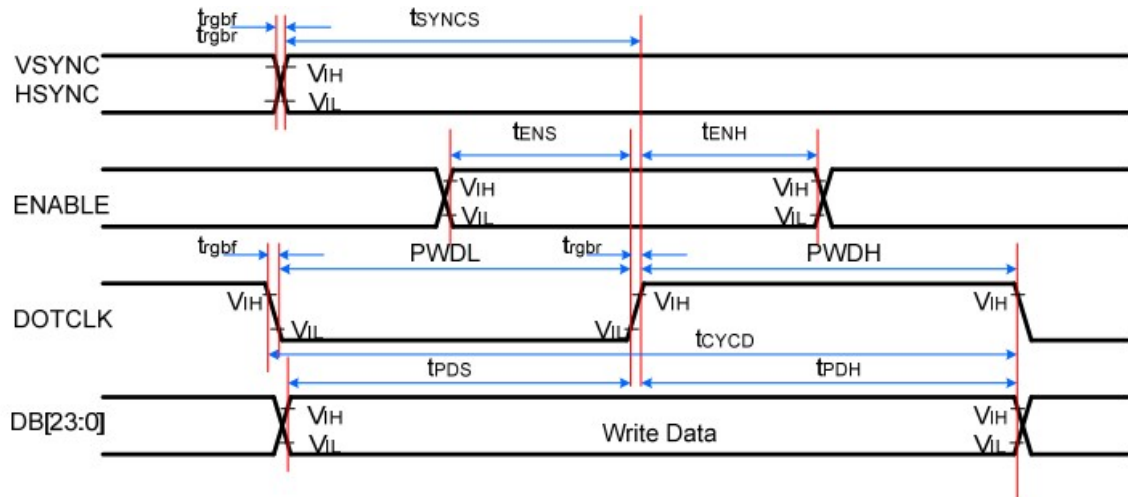 trgbf
trgbr
tSYNCS
VSYNC
HSYNC
VIH
VIL
tENS
tENH
ENABLE
VIH
VIL
VIH
VIL
trgbf
PWDL
trgbr
PWDH
DOTCLK
VIH
VIL
VIL
VIH
VIH
tCYCD
tPDS
tPDH
DB[23:0]
VIH
VIL
Write Data
VIH
VIL